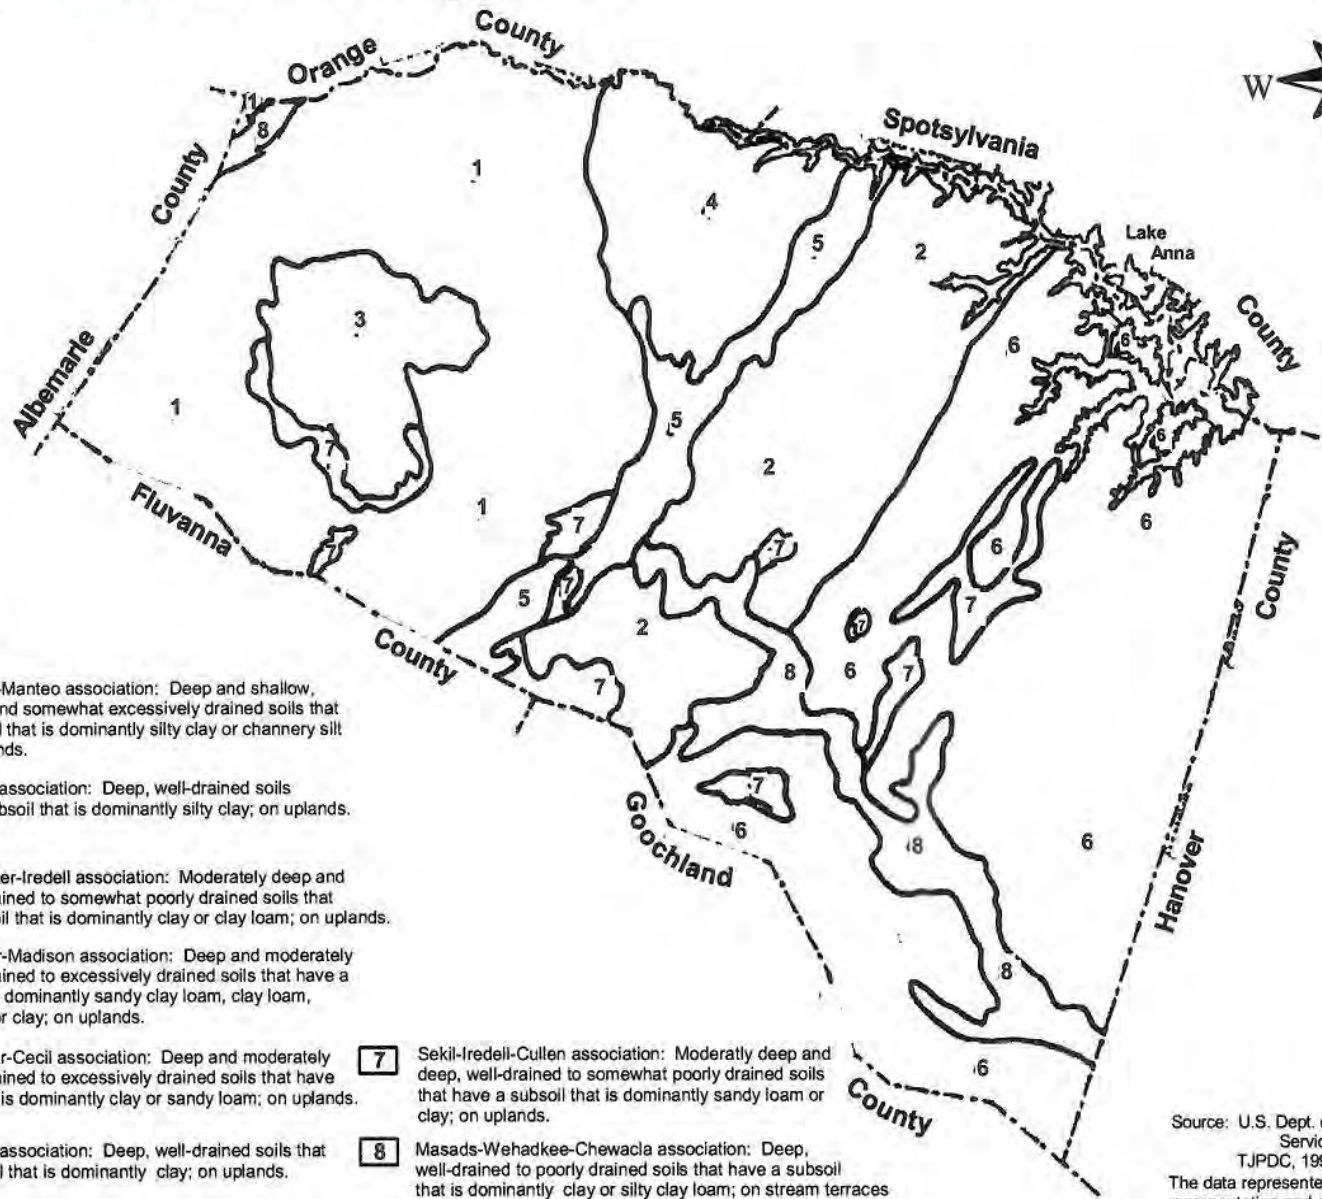 Orange
County
W
Spotsylvania
County
Lake
Anna
County
Albemarle
Fluvanna
County
Goochland
County
Hanover
County
1
8
1
4
5
2
3
6
6
1
7
5
2
6
1
7
6
6
7
7
5
7
7
7
2
8
6
7
7
7
6
8
6
8
6
-Manteo association: Deep and shallow,
nd somewhat excessively drained soils that
that is dominantly silty clay or channery silt
nds.
association: Deep, well-drained soils
bsoil that is dominantly silty clay; on uplands.
er-Iredell association: Moderately deep and
ined to somewhat poorly drained soils that
il that is dominantly clay or clay loam; on uplands.
r-Madison association: Deep and moderately
ined to excessively drained soils that have a
dominantly sandy clay loam, clay loam,
or clay; on uplands.
r-Cecil association: Deep and moderately
ined to excessively drained soils that have
is dominantly clay or sandy loam; on uplands.
association: Deep, well-drained soils that
l that is dominantly clay; on uplands.
7 Sekil-Iredell-Cullen association: Moderatly deep and
deep, well-drained to somewhat poorly drained soils
that have a subsoil that is dominantly sandy loam or
clay; on uplands.
8 Masads-Wehadkee-Chewacla association: Deep,
well-drained to poorly drained soils that have a subsoil
that is dominantly clay or silty clay loam; on stream terraces
Source: U.S. Dept.
Servic
TJPDC, 199
The data represente